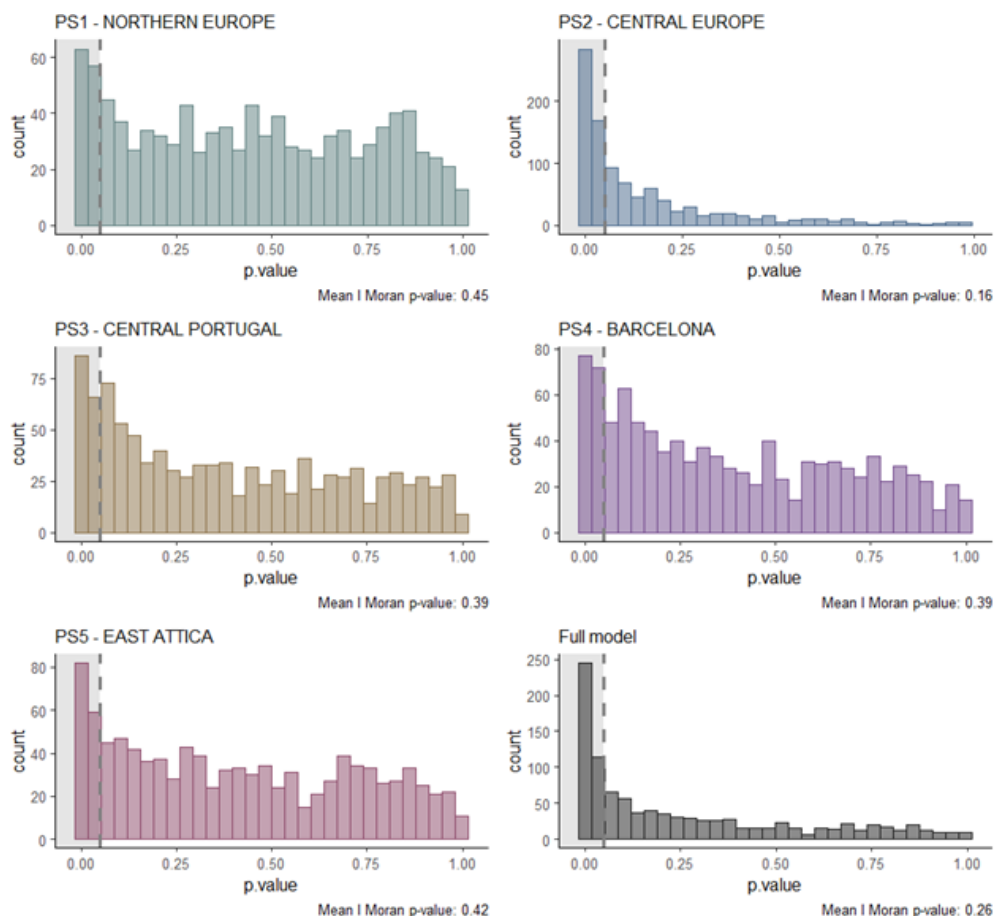 PS1 - NORTHERN EUROPE
count
60
40
20
0
0.00 0.25 0.50 0.75 1.00
p.value
Mean I Moran p-value: 0.45
PS2 - CENTRAL EUROPE
count
200
100
0
0.00 0.25 0.50 0.75 1.00
p.value
Mean I Moran p-value: 0.16
PS3 - CENTRAL PORTUGAL
count
75
50
25
0
0.00 0.25 0.50 0.75 1.00
p.value
Mean I Moran p-value: 0.39
PS4 - BARCELONA
count
80
60
40
20
0
0.00 0.25 0.50 0.75 1.00
p.value
Mean I Moran p-value: 0.39
PS5 - EAST ATTICA
count
80
60
40
20
0
0.00 0.25 0.50 0.75 1.00
p.value
Mean I Moran p-value: 0.42
Full model
count
250
200
150
100
50
0
0.00 0.25 0.50 0.75 1.00
p.value
Mean I Moran p-value: 0.26